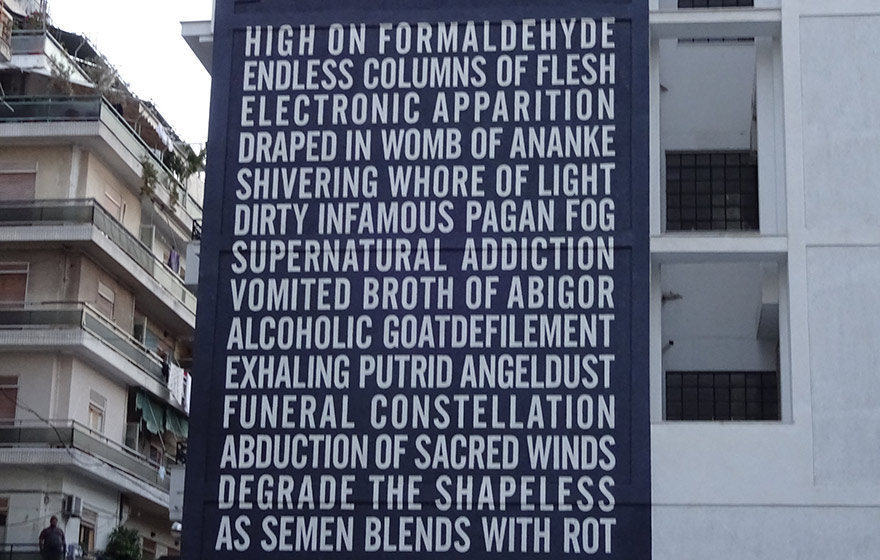 HIGH ON FORMALDEHYDE
ENDLESS COLUMNS OF FLESH
ELECTRONIC APPARITION
DRAPED IN WOMB OF ANANKE
SHIVERING WHORE OF LIGHT
DIRTY INFAMOUS PAGAN FOG
SUPERNATURAL ADDICTION
VOMITED BROTH OF ABIGOR
ALCOHOLIC GOATDEFILEMENT
EXHALING PUTRID ANGELDUST
FUNERAL CONSTELLATION
ABDUCTION OF SACRED WINDS
DEGRADE THE SHAPELESS
AS SEMEN BLENDS WITH ROT